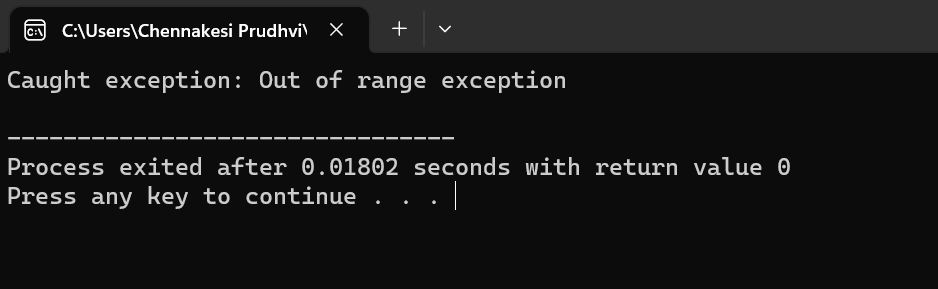 C:\Users\Chennakesi Prudhvi\
Caught exception: Out of range exception
--------------------------------
Process exited after 0.01802 seconds with return value 0
Press any key to continue . . .